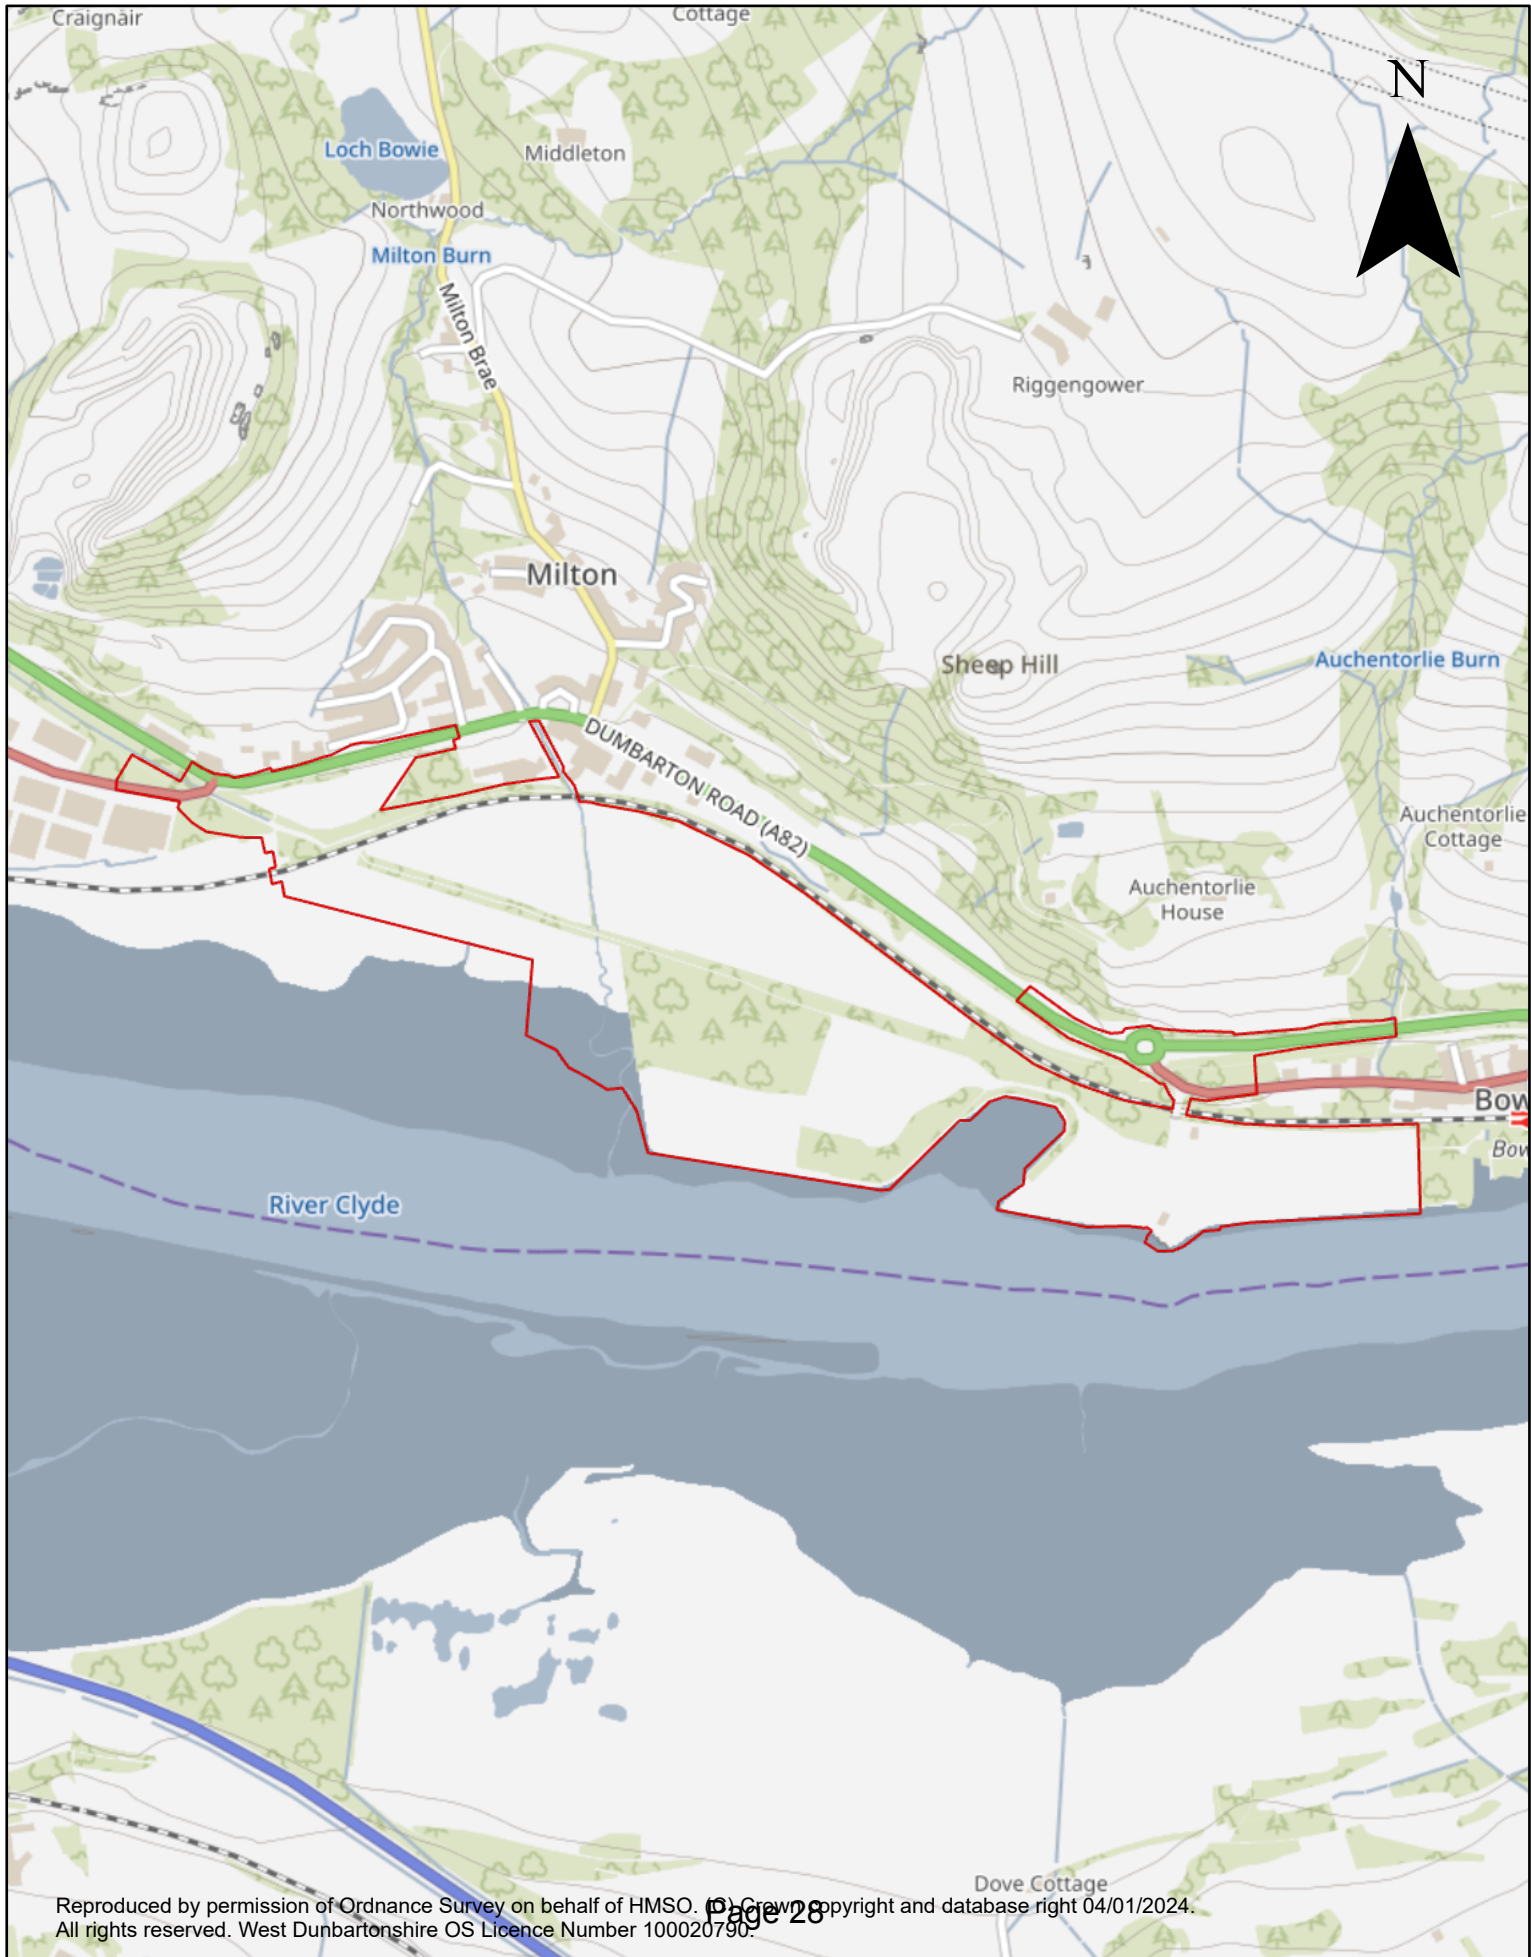 Craignair
Cottage
N
Loch Bowie
Middleton
Northwood
Milton Burn
Milton Brae
Riggengower
Milton
Sheep Hill
Auchentorlie Burn
DUMBARTON ROAD (A82)
Auchentorlie
Cottage
Auchentorlie
House
Bow
Bow
River Clyde
Dove Cottage
Reproduced by permission of Ordnance Survey on behalf of HMSO. (C) Crown copyright and database right 04/01/2024.
All rights reserved. West Dunbartonshire OS Licence Number 100020790.
Page 28